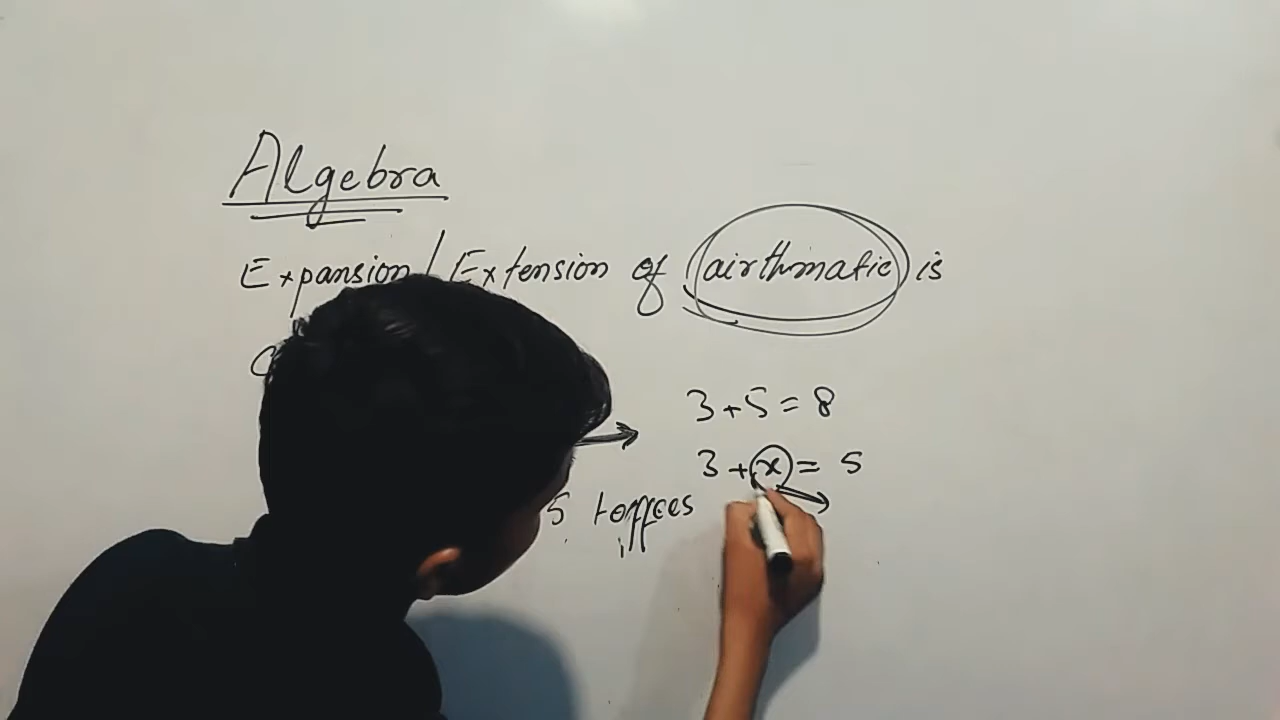 Algebra
Expansion / Extension of airthmatic is
3+5=8
3+x=5
5 toffees